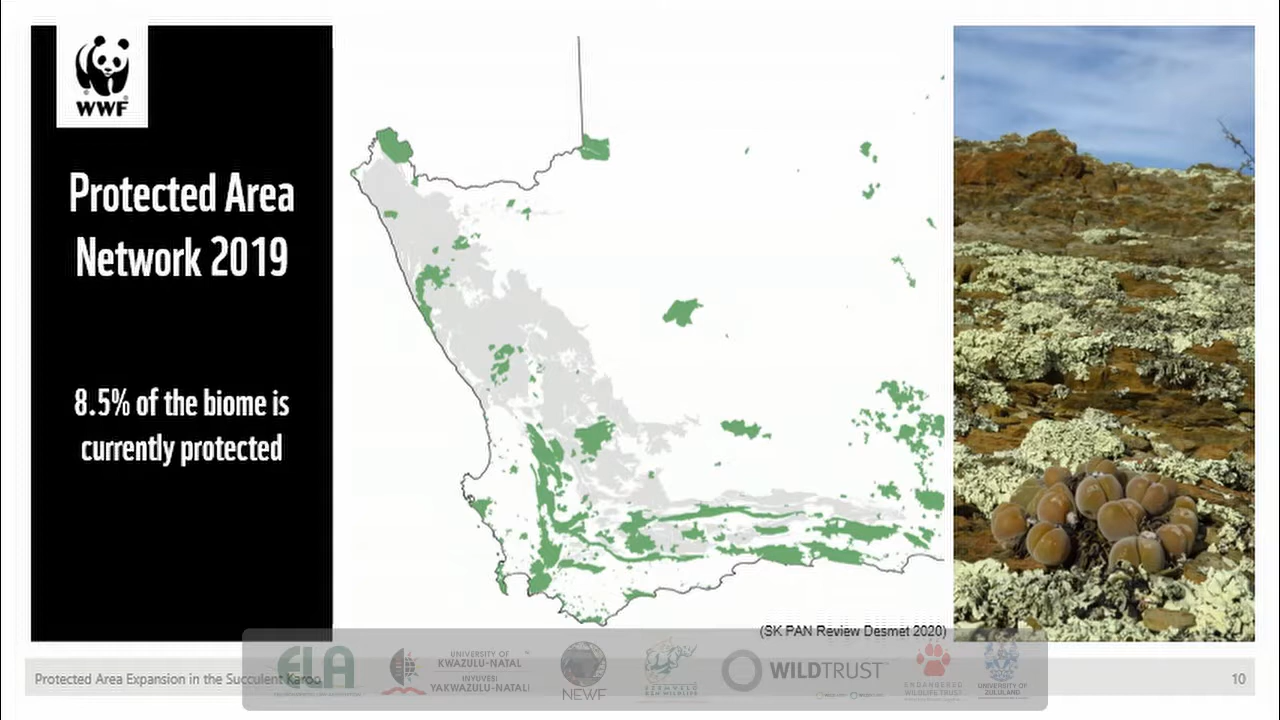 WWF
Protected Area
Network 2019
8.5% of the biome is
currently protected
(SK PAN Review Desmet 2020)
Protected Area Expansion in the Succulent Karoo
ELA
UNIVERSITY OF
KWAZULU-NATAL
INYUVESI
YAKWAZULU-NATALI
NEWF
WILDTRUST
ENDANGERED
WILDLIFE TRUST
UNIVERSITY OF
ZULULAND
10